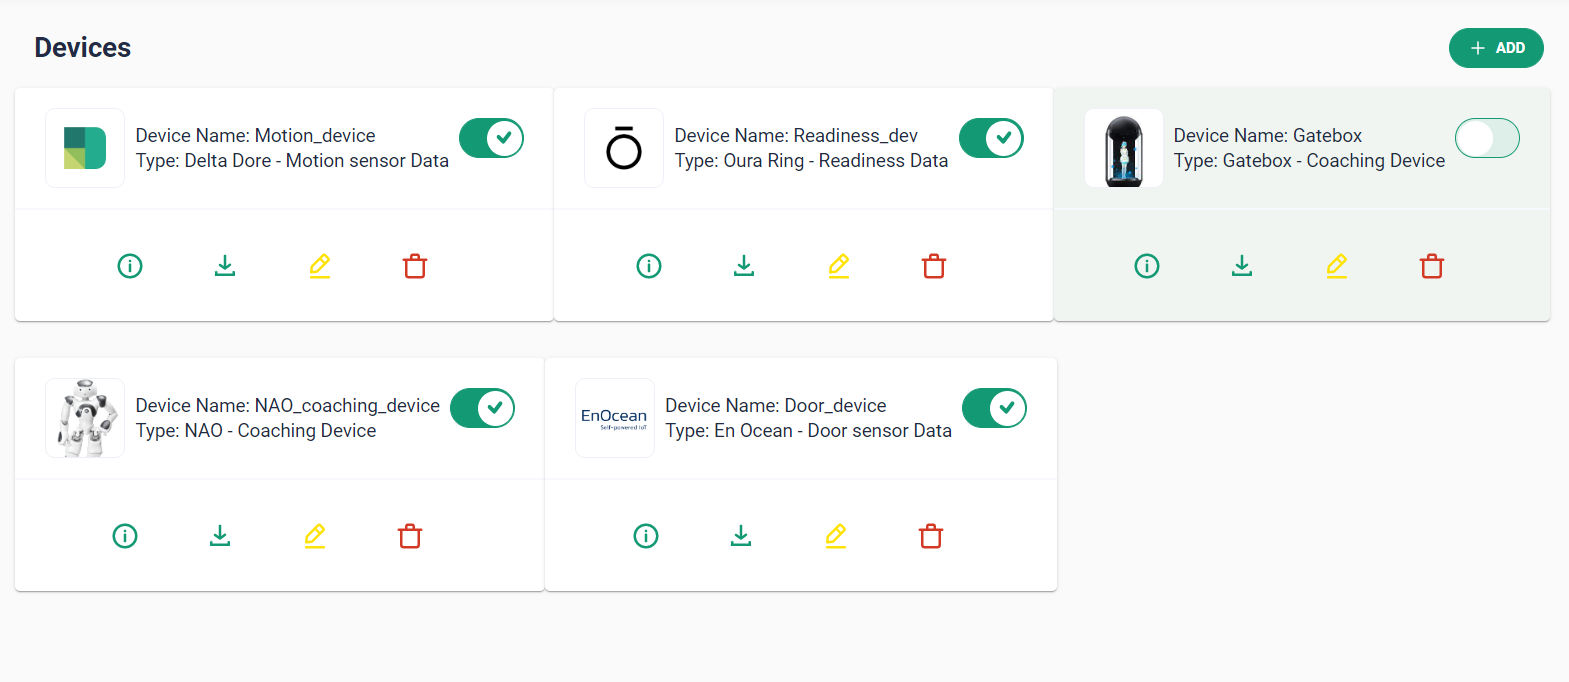 Devices
ADD
Device Name: Motion_device
Type: Delta Dore - Motion sensor Data
Device Name: Readiness_dev
Type: Oura Ring - Readiness Data
Device Name: Gatebox
Type: Gatebox - Coaching Device
Device Name: NAO_coaching_device
Type: NAO - Coaching Device
EnOcean
Self-powered IoT
Device Name: Door_device
Type: En Ocean - Door sensor Data